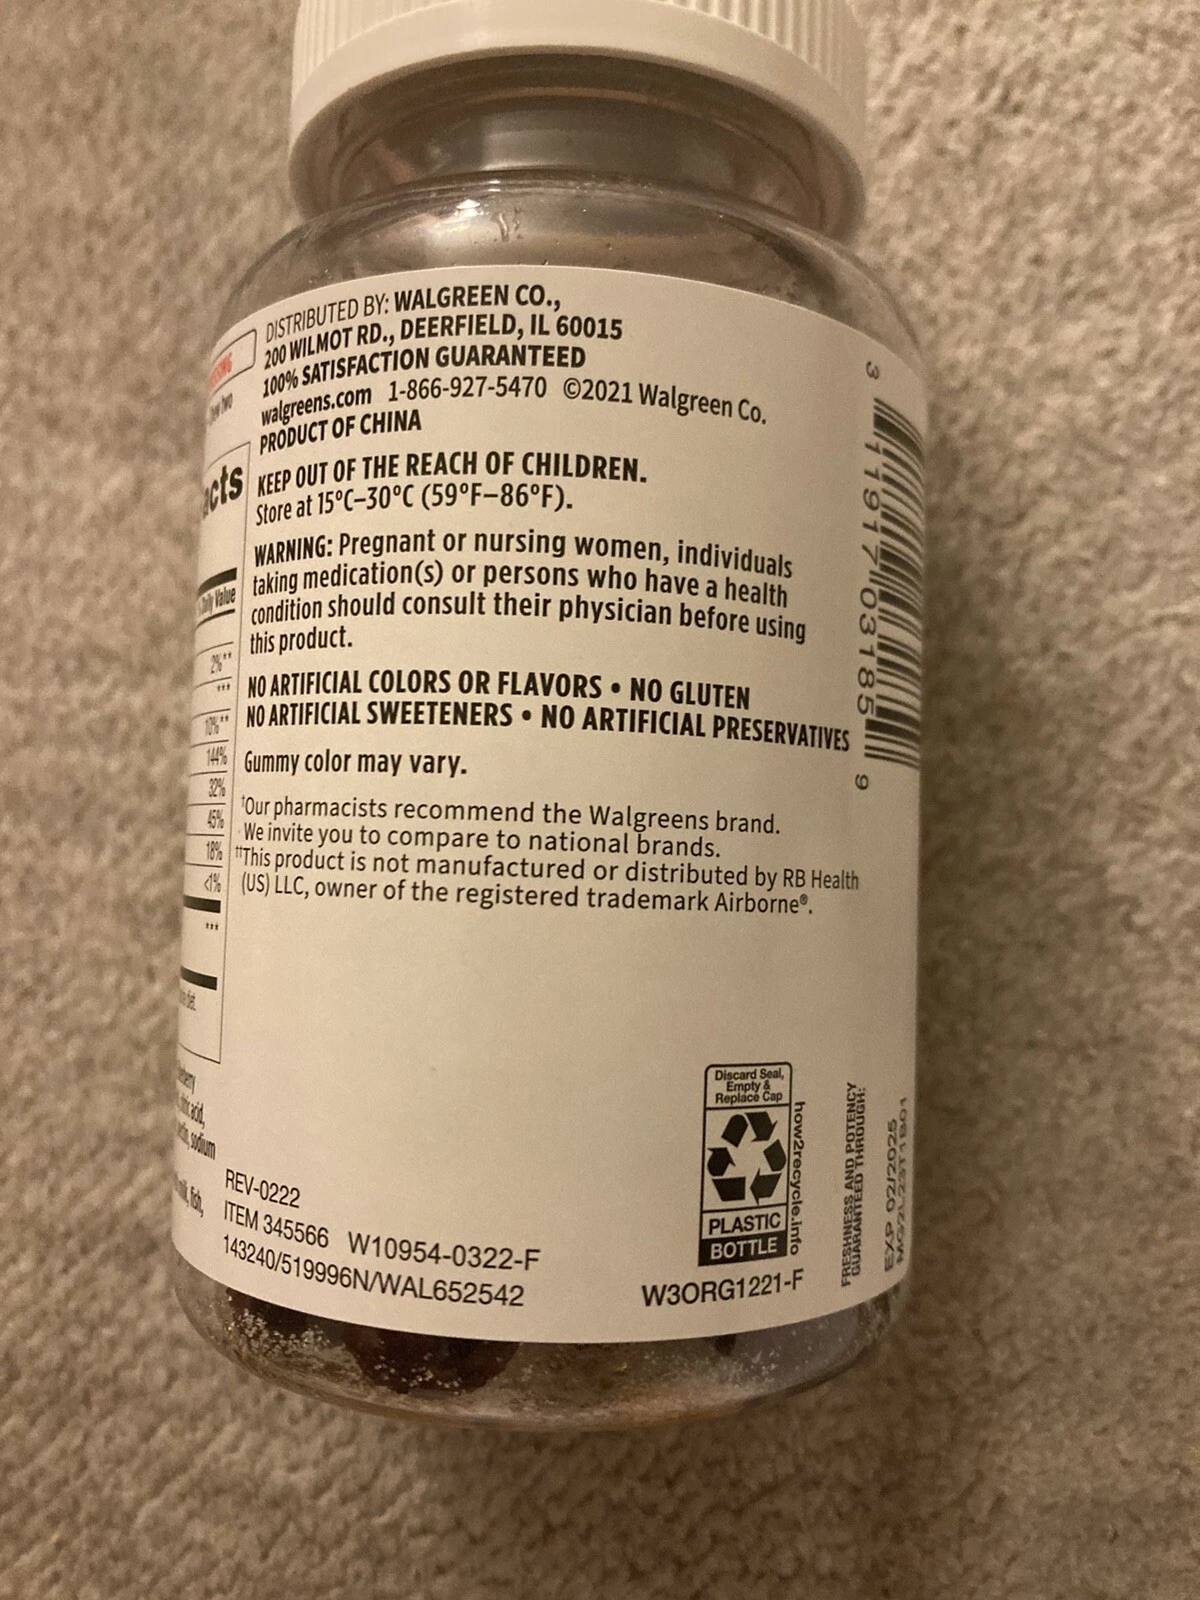 DISTRIBUTED BY: WALGREEN CO.,
200 WILMOT RD., DEERFIELD, IL 60015
100% SATISFACTION GUARANTEED
walgreens.com 1-866-927-5470 ©2021 Walgreen Co.
PRODUCT OF CHINA
KEEP OUT OF THE REACH OF CHILDREN.
Store at 15°C–30°C (59°F–86°F).
WARNING: Pregnant or nursing women, individuals
taking medication(s) or persons who have a health
condition should consult their physician before using
this product.
NO ARTIFICIAL COLORS OR FLAVORS • NO GLUTEN
NO ARTIFICIAL SWEETENERS • NO ARTIFICIAL PRESERVATIVES
Gummy color may vary.
†Our pharmacists recommend the Walgreens brand.
We invite you to compare to national brands.
††This product is not manufactured or distributed by RB Health
(US) LLC, owner of the registered trademark Airborne®.
REV-0222
ITEM 345566 W10954-0322-F
143240/519996N/WAL652542
Discard Seal,
Empty &
Replace Cap
PLASTIC
BOTTLE
how2recycle.info
W3ORG1221-F
FRESHNESS AND POTENCY
GUARANTEED THROUGH:
EXP 02/2025
3 11917 03185 9
acts
Daily Value
2%**
***
10%**
144%
32%
45%
18%
<1%
***
diet.
acid,
sodium
fish,